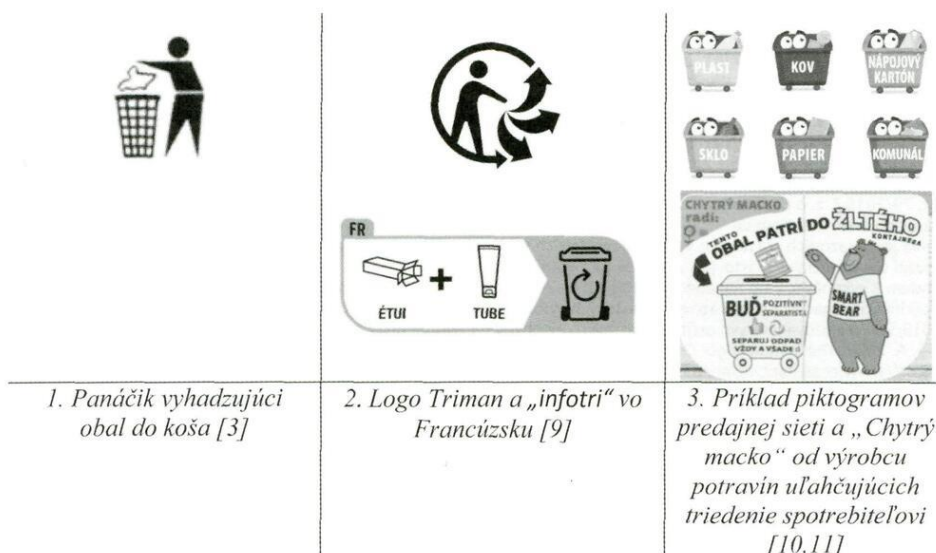 PLAST
KOV
NÁPOJOVÝ
KARTÓN
SKLO
PAPIER
KOMUNÁL
CHYTRÝ MACKO
radí:
TENTO
OBAL PATRÍ DO ŽLTÉHO
KONTAJNERA
BUĎ POZITÍVNY
SEPARATISTA
SEPARUJ ODPAD
VŽDY A VŠADE :)
SMART
BEAR
FR
ÉTUI
+
TUBE
1. Panáčik vyhadzujúci
obal do koša [3]
2. Logo Triman a „infotri“ vo
Francúzsku [9]
3. Príklad piktogramov
predajnej sieti a „Chytrý
macko“ od výrobcu
potravín uľahčujúcich
triedenie spotrebiteľovi
[10,11]